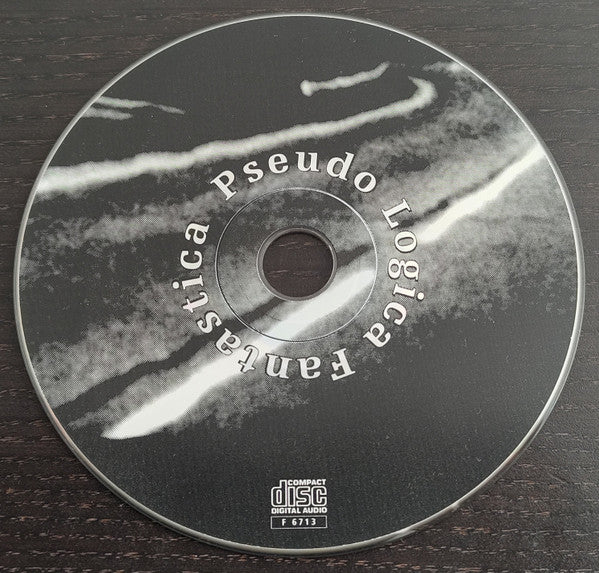 Pseudo Logica Fantastica
COMPACT
disc
DIGITAL AUDIO
F 6713